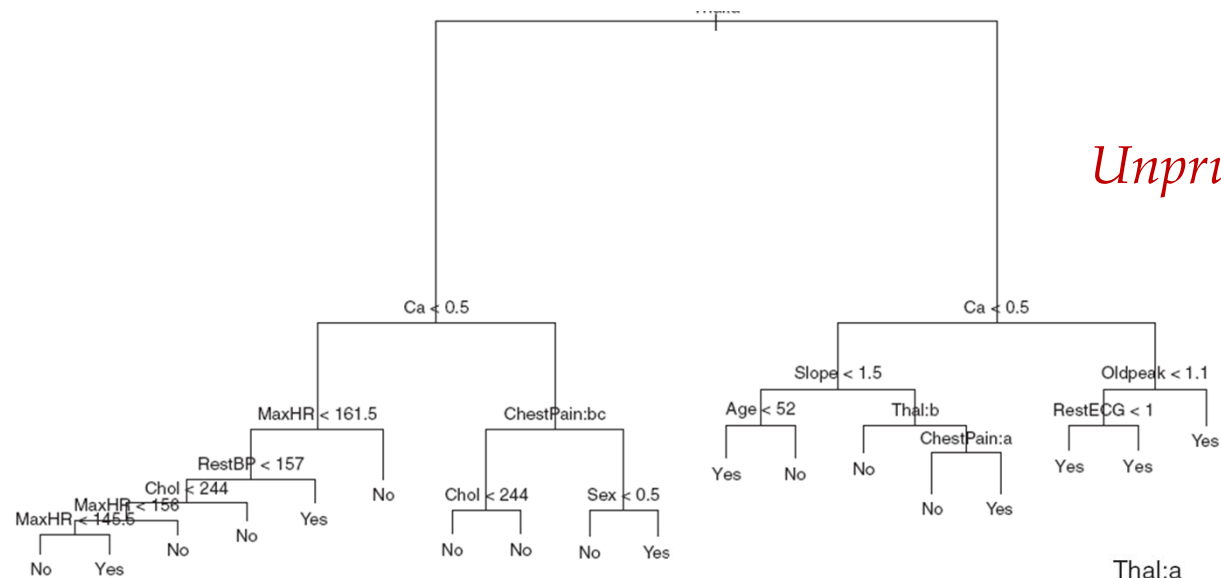 Unpru
Ca < 0.5 Ca < 0.5
Slope < 1.5 Oldpeak < 1.1
MaxHR < 161.5 ChestPain:bc Age < 52 Thal:b RestECG < 1
ChestPain:a
Yes
RestBP < 157 Yes No No Yes Yes
Chol < 244 No Chol < 244 Sex < 0.5
MaxHR < 156 No Yes
MaxHR < 145.5 Yes
No
No No No No Yes
No Yes Thal:a